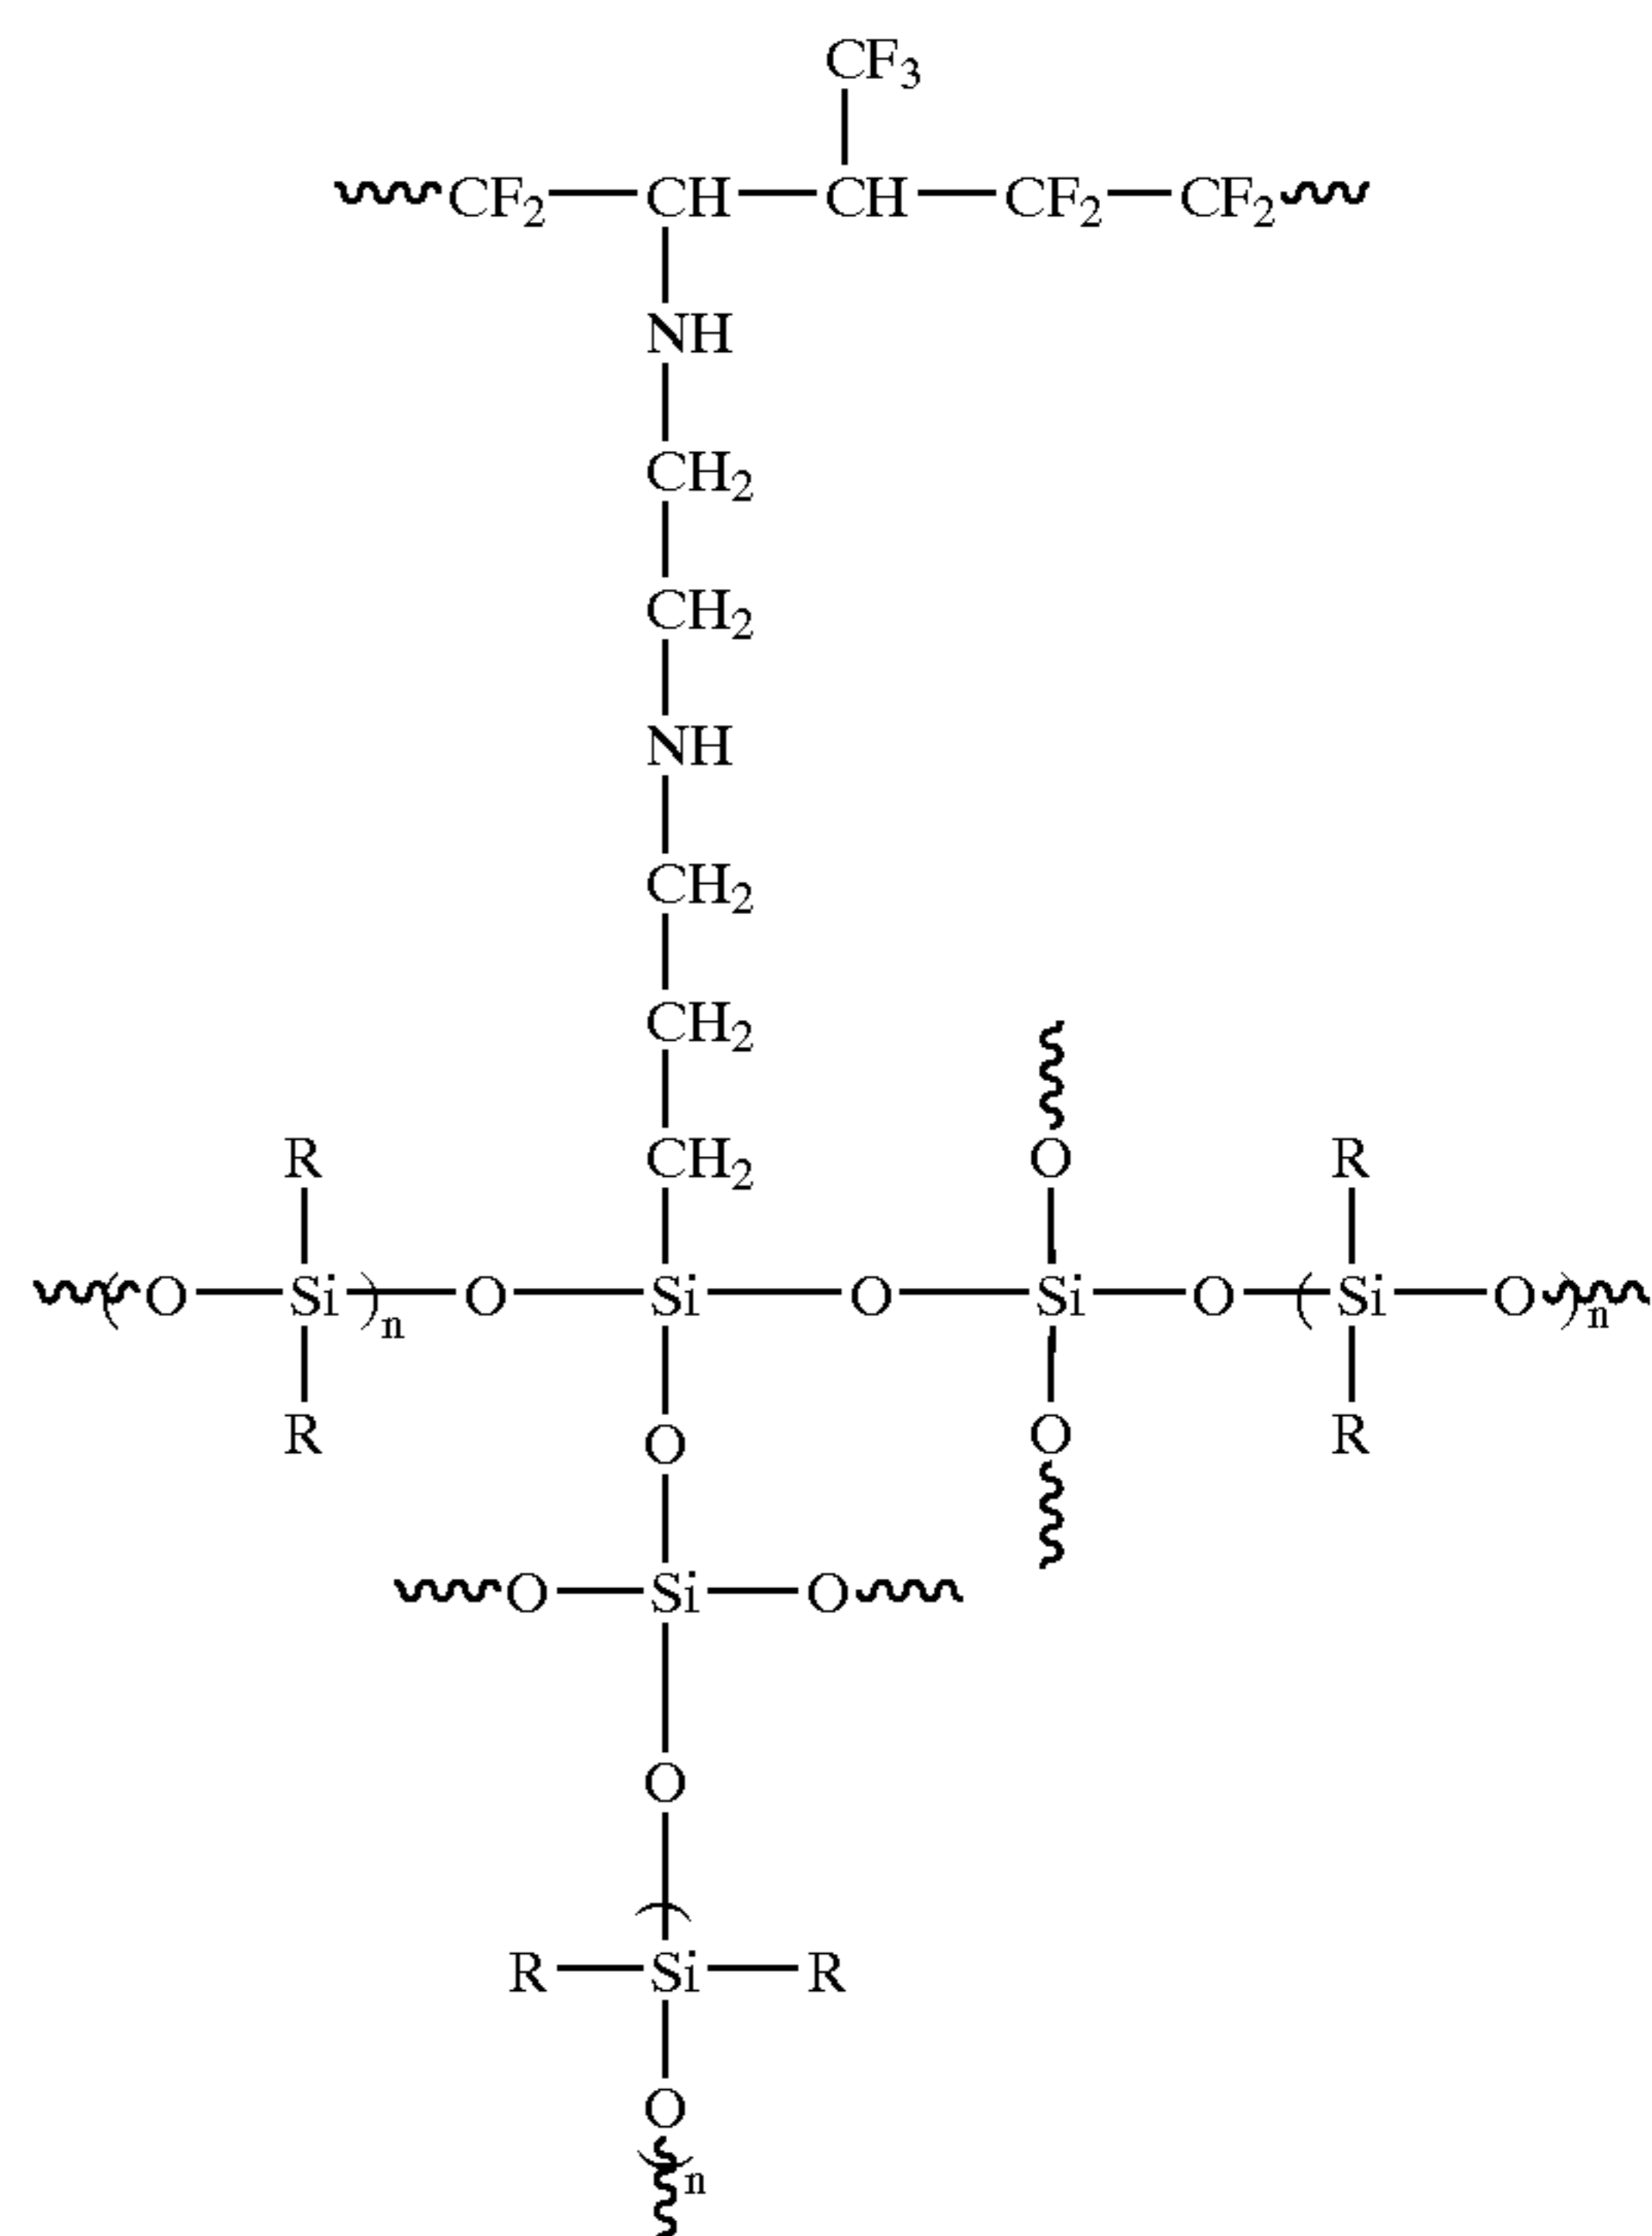 CF3
CF2 CH CH CF2 CF2
NH
CH2
CH2
NH
CH2
CH2
O
R CH2 R
( O Si )n O Si O Si O ( Si O )n
R O R
O
O Si O
O
( R Si R
O
)n